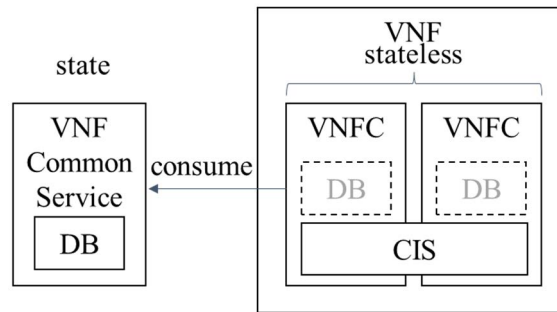 state
VNF
Common
Service
DB
consume
VNF
stateless
VNFC
DB
VNFC
DB
CIS